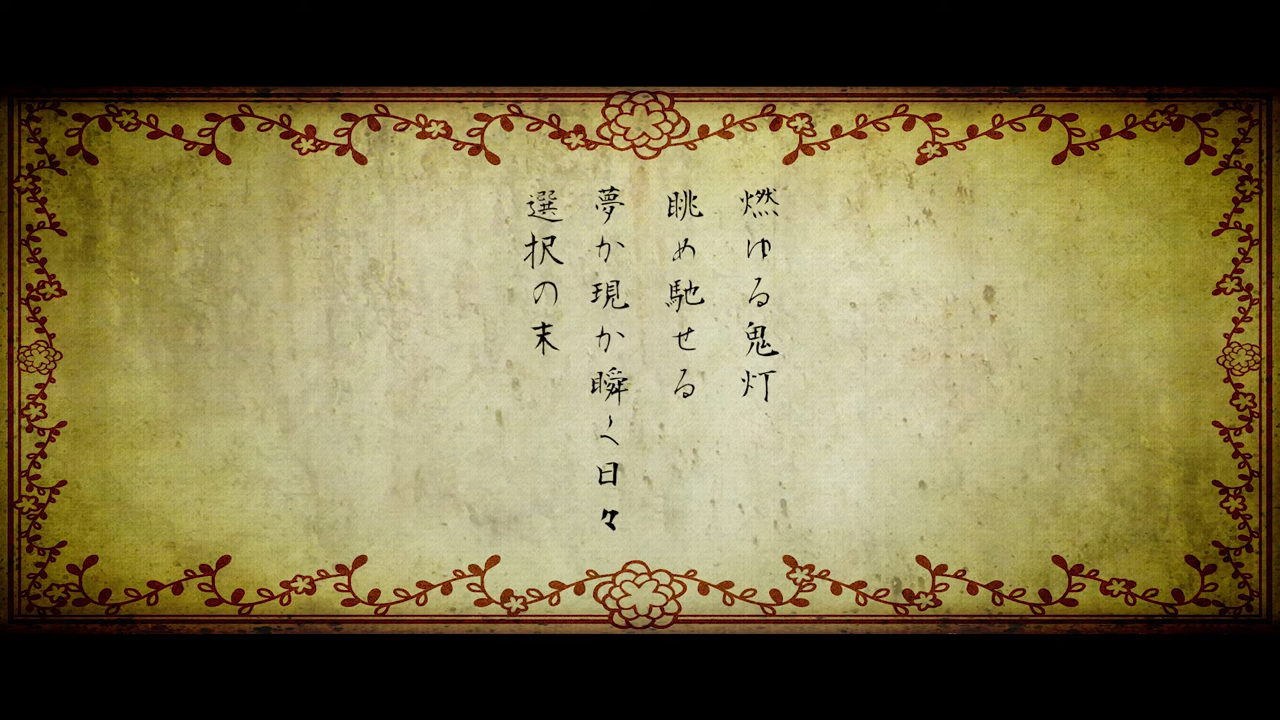 燃ゆる鬼灯
眺め馳せる
夢か現か瞬く日々
選択の末